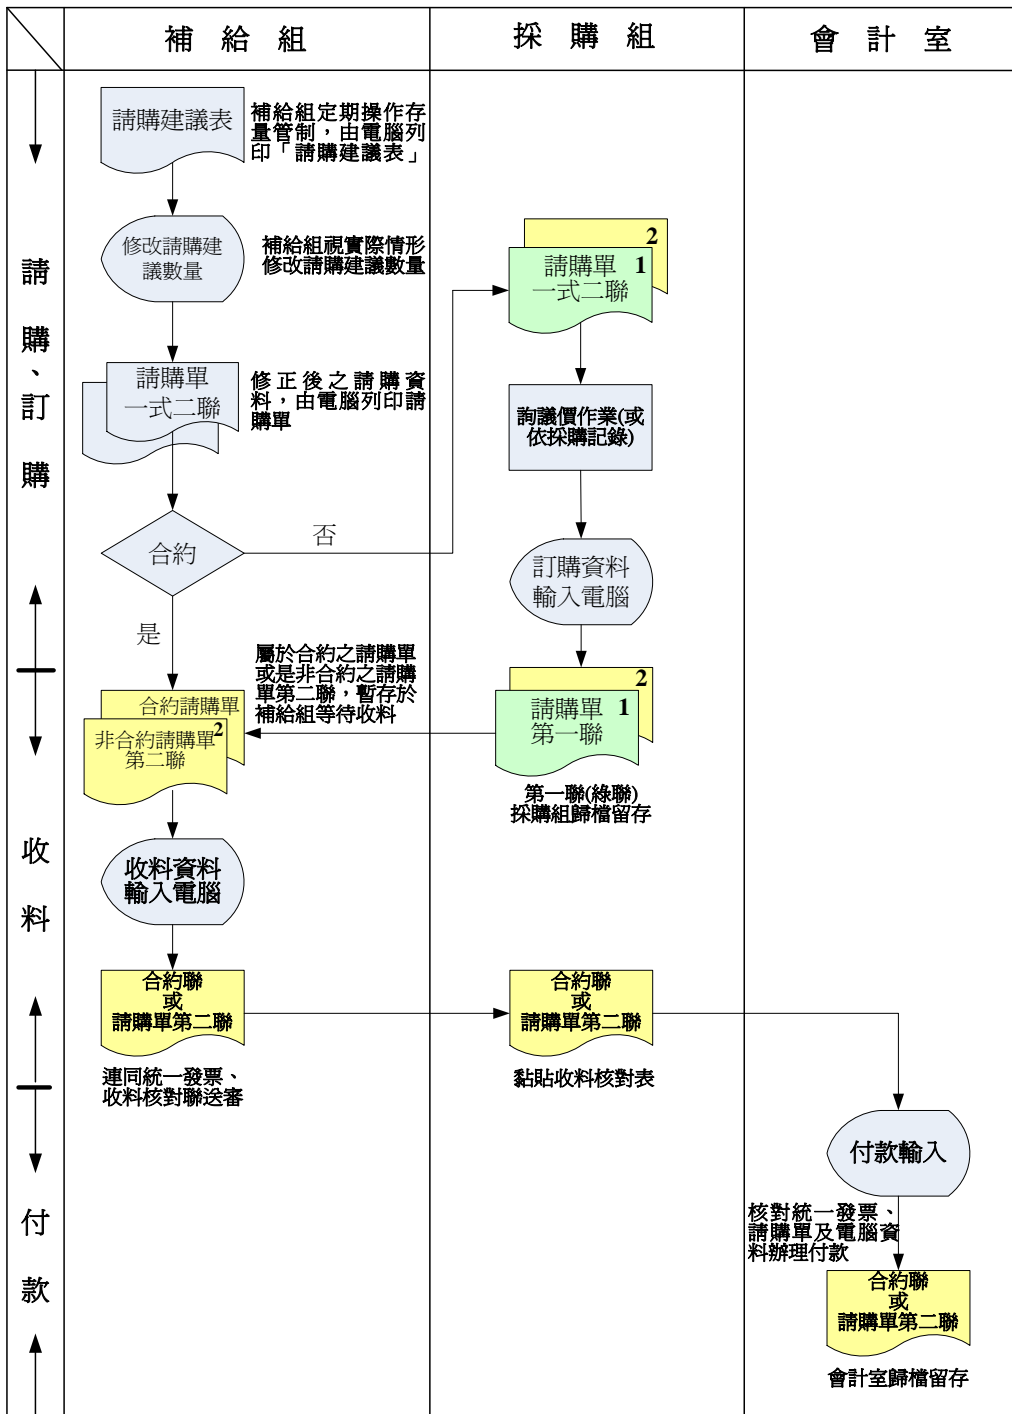 補給組
採購組
會計室
請購、訂購
收料
付款
請購建議表
補給組定期操作存
量管制，由電腦列
印「請購建議表」
修改請購建
議數量
補給組視實際情形
修改請購建議數量
請購單
一式二聯
修正後之請購資
料，由電腦列印請
購單
合約
否
是
2
請購單 1
一式二聯
詢議價作業(或
依採購記錄)
訂購資料
輸入電腦
2
請購單 1
第一聯
第一聯(綠聯)
採購組歸檔留存
屬於合約之請購單
或是非合約之請購
單第二聯，暫存於
補給組等待收料
合約請購單
非合約請購單 2
第二聯
收料資料
輸入電腦
合約聯
或
請購單第二聯
連同統一發票、
收料核對聯送審
合約聯
或
請購單第二聯
黏貼收料核對表
付款輸入
核對統一發票、
請購單及電腦資
料辦理付款
合約聯
或
請購單第二聯
會計室歸檔留存